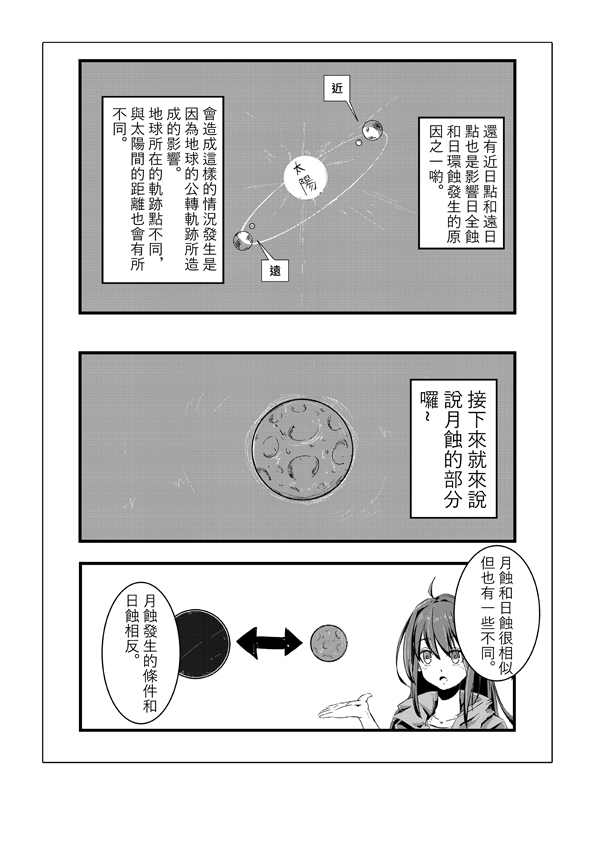 還有近日點和遠日
點也是影響日全蝕
和日環蝕發生的原
因之一喲。
近
太陽
遠
會造成這樣的情況發生是
因為地球的公轉軌跡所造
成的影響。
地球所在的軌跡點不同，
與太陽間的距離也會有所
不同。
接下來就來說
說月蝕的部分
囉~
月蝕和日蝕很相似
但也有一些不同。
月蝕發生的條件和
日蝕相反。